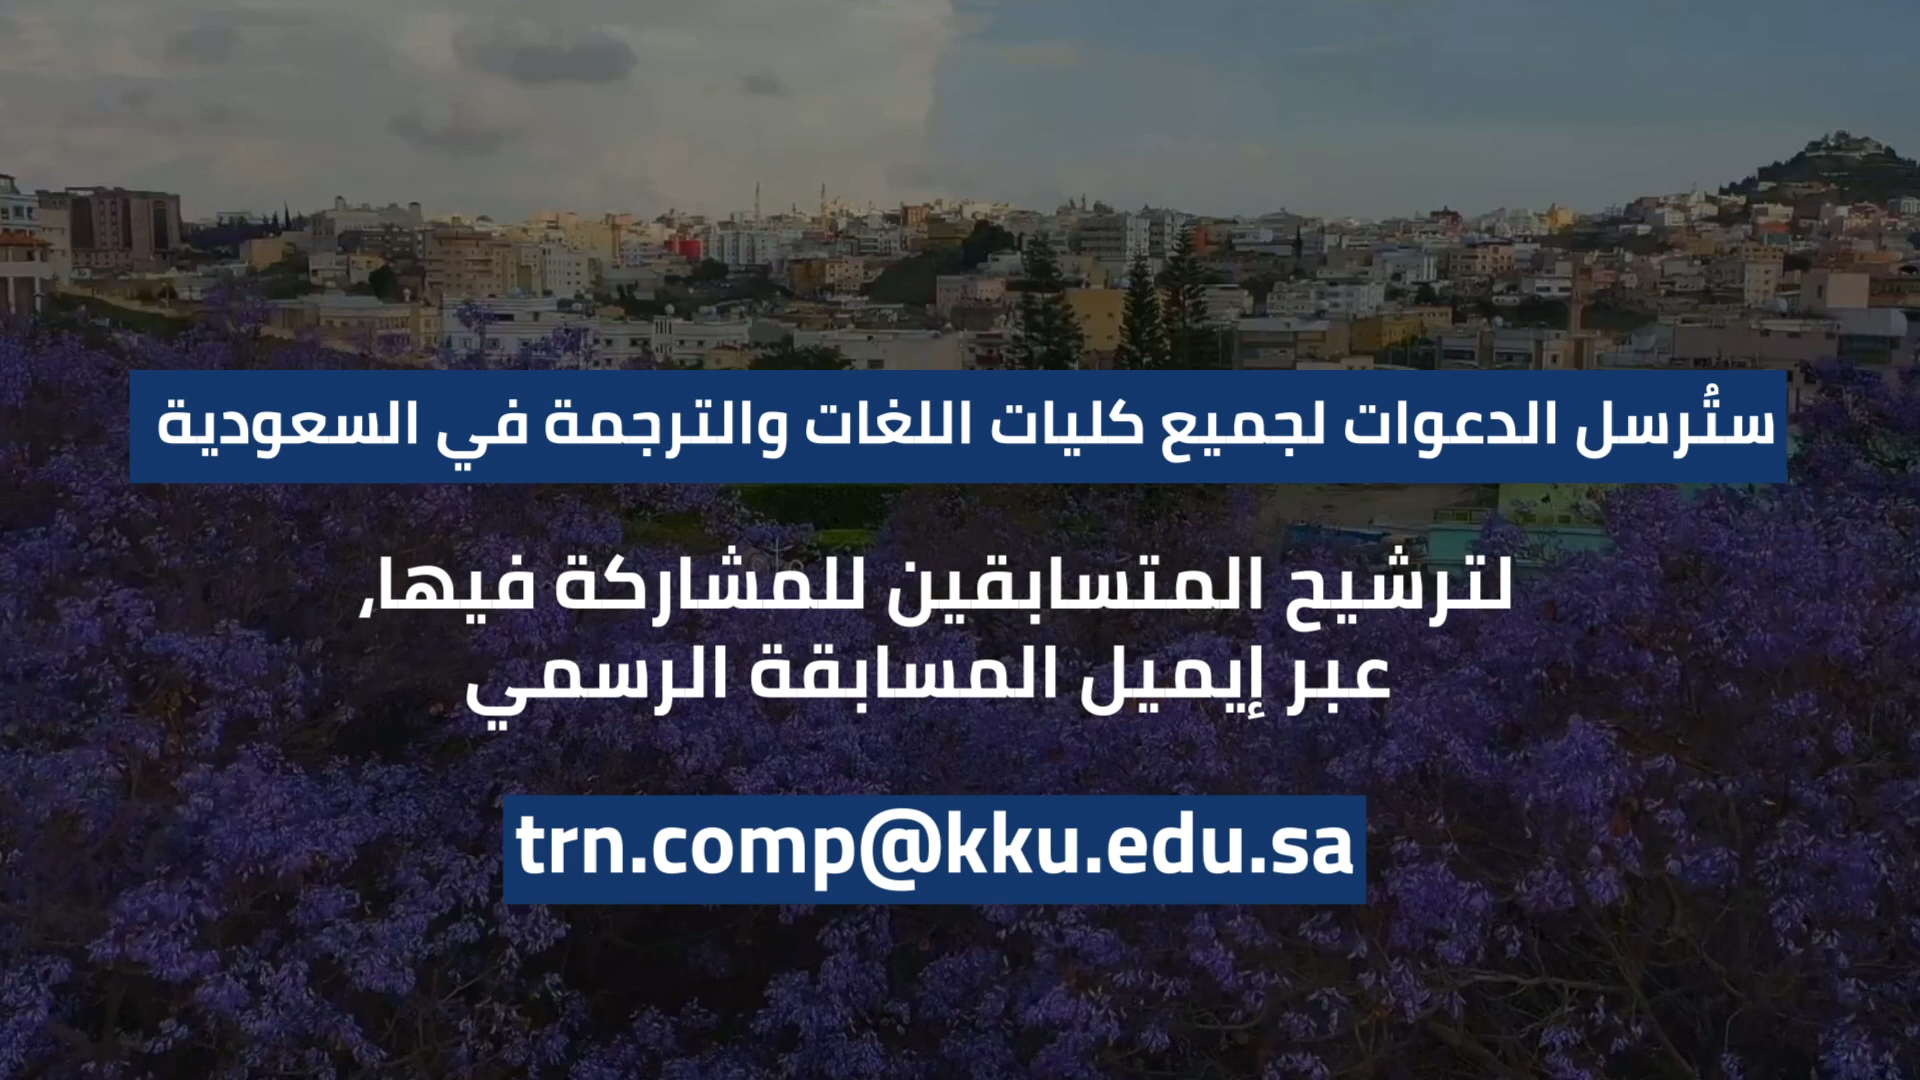 ستُرسل الدعوات لجميع كليات اللغات والترجمة في السعودية
لترشيح المتسابقين للمشاركة فيها،
عبر إيميل المسابقة الرسمي
trn.comp@kku.edu.sa